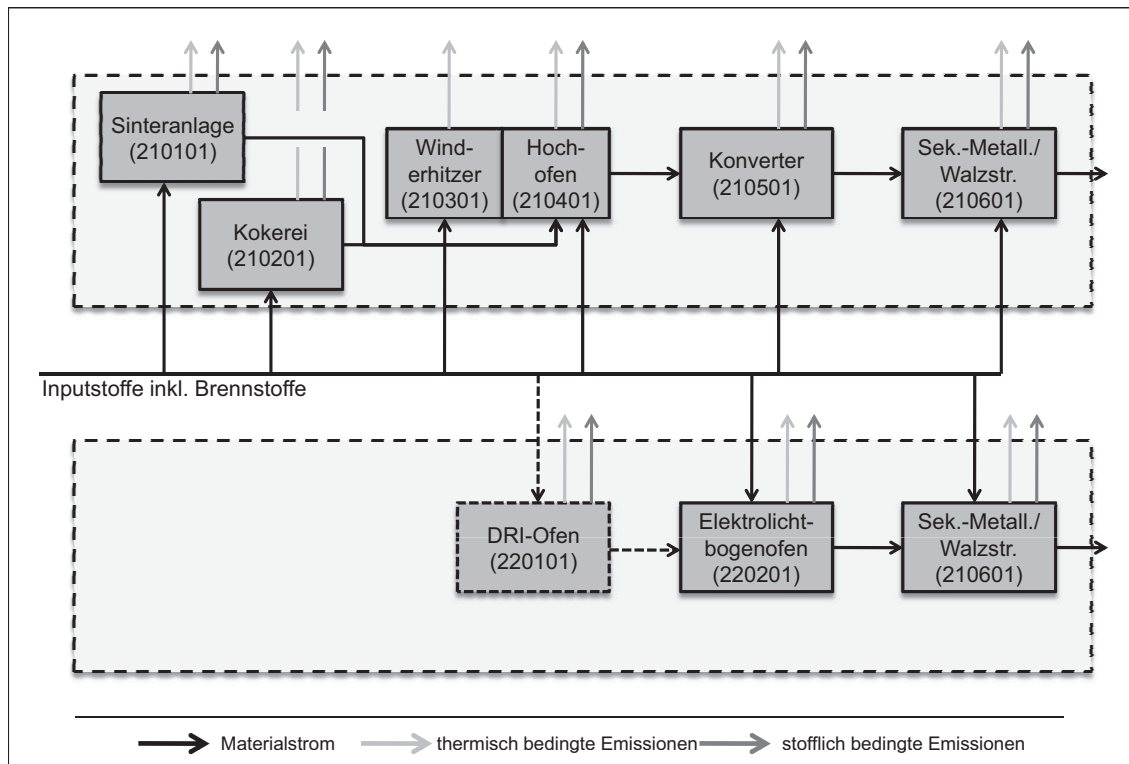 Sinteranlage
(210101)
Kokerei
(210201)
Wind-
erhitzer
(210301)
Hoch-
ofen
(210401)
Konverter
(210501)
Sek.-Metall./
Walzstr.
(210601)
Inputstoffe inkl. Brennstoffe
DRI-Ofen
(220101)
Elektrolicht-
bogenofen
(220201)
Sek.-Metall./
Walzstr.
(210601)
Materialstrom
thermisch bedingte Emissionen
stofflich bedingte Emissionen